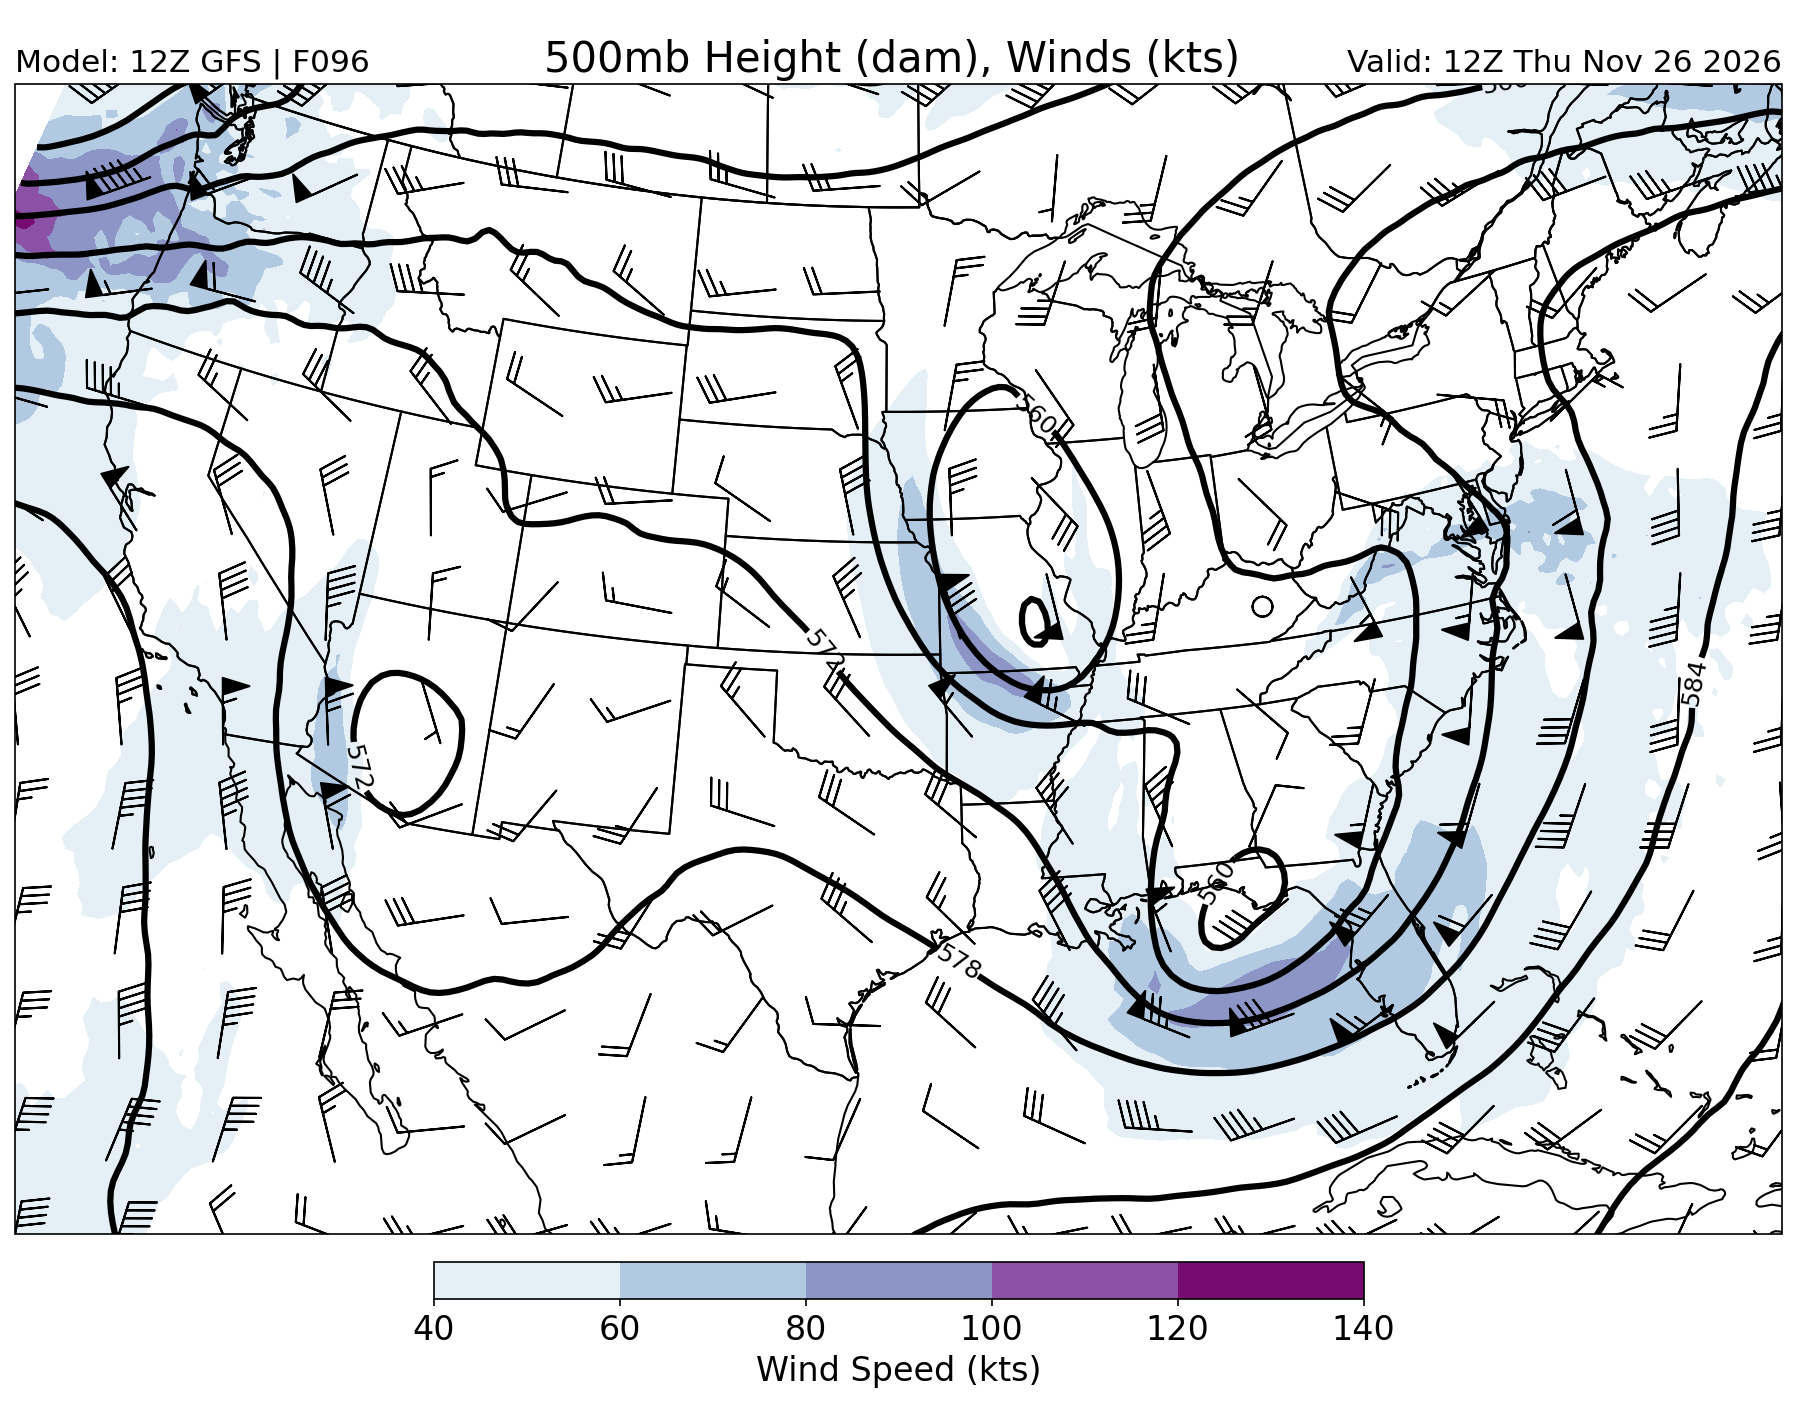 Model: 12Z GFS | F096
500mb Height (dam), Winds (kts)
Valid: 12Z Thu Nov 26 2026
560
572
584
572
560
578
40 60 80 100 120 140
Wind Speed (kts)